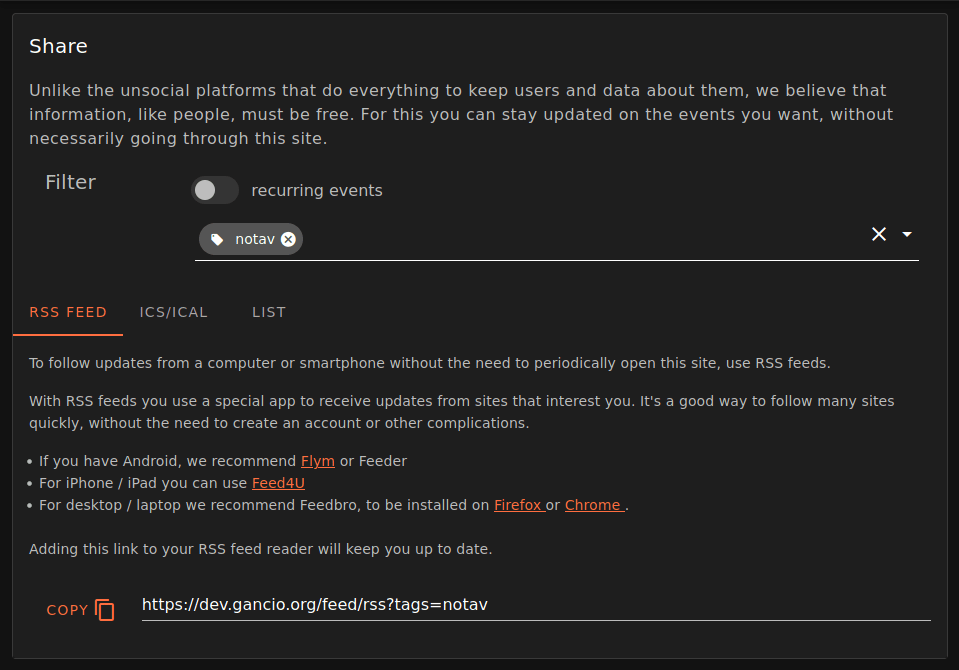 Share
Unlike the unsocial platforms that do everything to keep users and data about them, we believe that
information, like people, must be free. For this you can stay updated on the events you want, without
necessarily going through this site.
Filter
recurring events
notav
RSS FEED ICS/ICAL LIST
To follow updates from a computer or smartphone without the need to periodically open this site, use RSS feeds.
With RSS feeds you use a special app to receive updates from sites that interest you. It's a good way to follow many sites
quickly, without the need to create an account or other complications.
• If you have Android, we recommend Flym or Feeder
• For iPhone / iPad you can use Feed4U
• For desktop / laptop we recommend Feedbro, to be installed on Firefox or Chrome .
Adding this link to your RSS feed reader will keep you up to date.
COPY https://dev.gancio.org/feed/rss?tags=notav